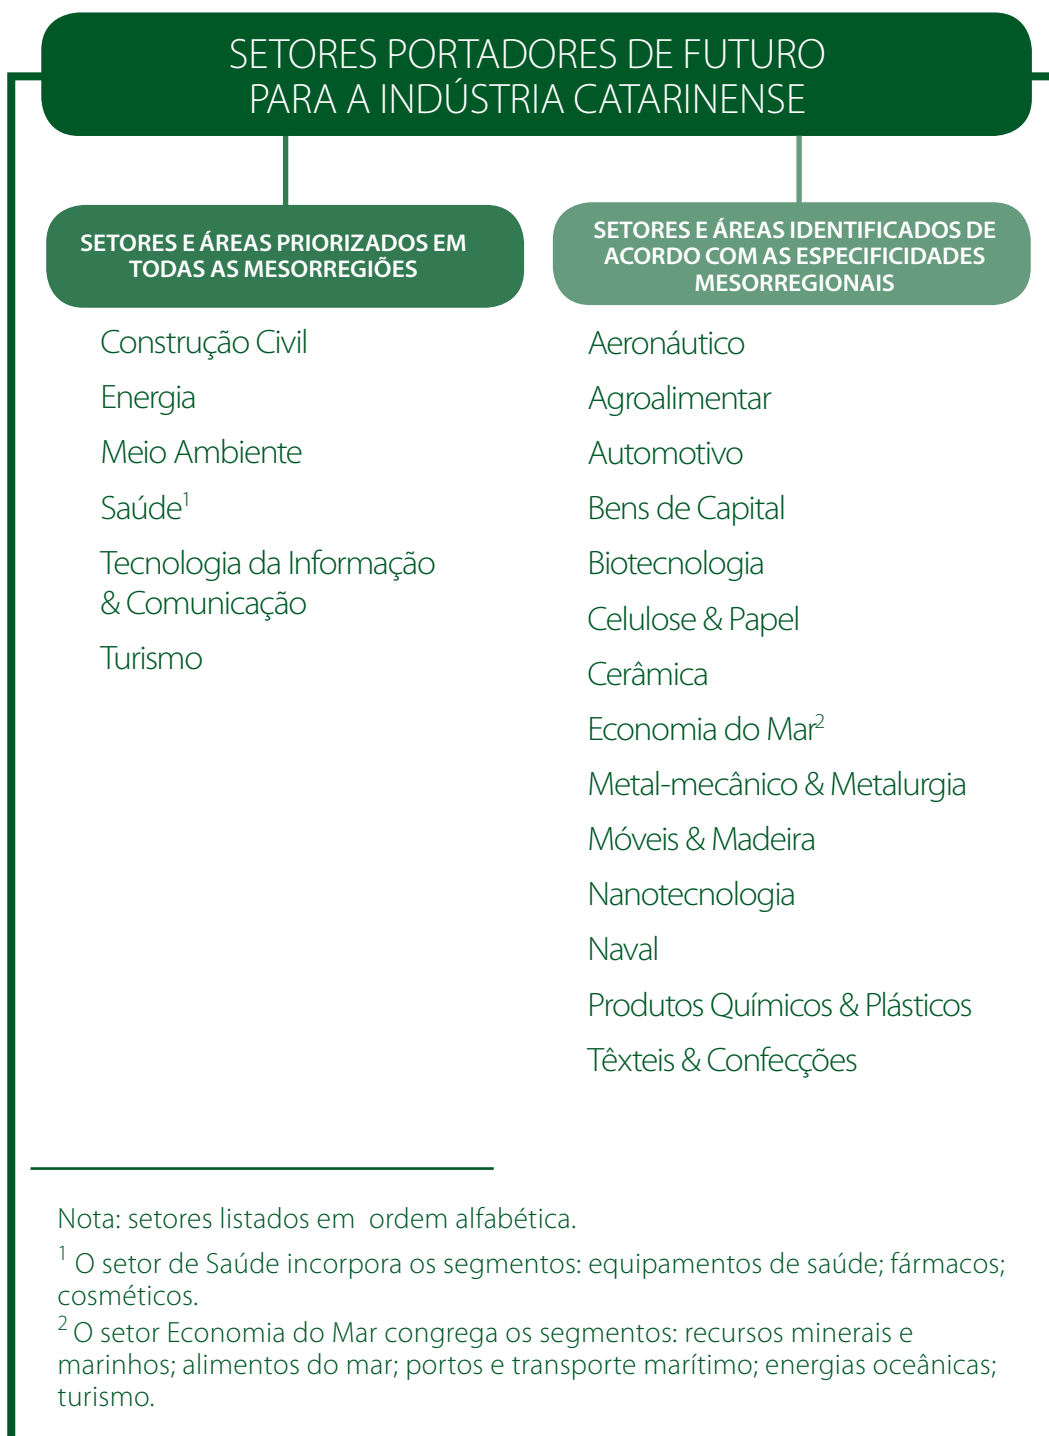 SETORES PORTADORES DE FUTURO
PARA A INDÚSTRIA CATARINENSE
SETORES E ÁREAS PRIORIZADOS EM
TODAS AS MESORREGIÕES
Construção Civil
Energia
Meio Ambiente
Saúde¹
Tecnologia da Informação
& Comunicação
Turismo
SETORES E ÁREAS IDENTIFICADOS DE
ACORDO COM AS ESPECIFICIDADES
MESORREGIONAIS
Aeronáutico
Agroalimentar
Automotivo
Bens de Capital
Biotecnologia
Celulose & Papel
Cerâmica
Economia do Mar²
Metal-mecânico & Metalurgia
Móveis & Madeira
Nanotecnologia
Naval
Produtos Químicos & Plásticos
Têxteis & Confecções
Nota: setores listados em ordem alfabética.
¹ O setor de Saúde incorpora os segmentos: equipamentos de saúde; fármacos;
cosméticos.
² O setor Economia do Mar congrega os segmentos: recursos minerais e
marinhos; alimentos do mar; portos e transporte marítimo; energias oceânicas;
turismo.